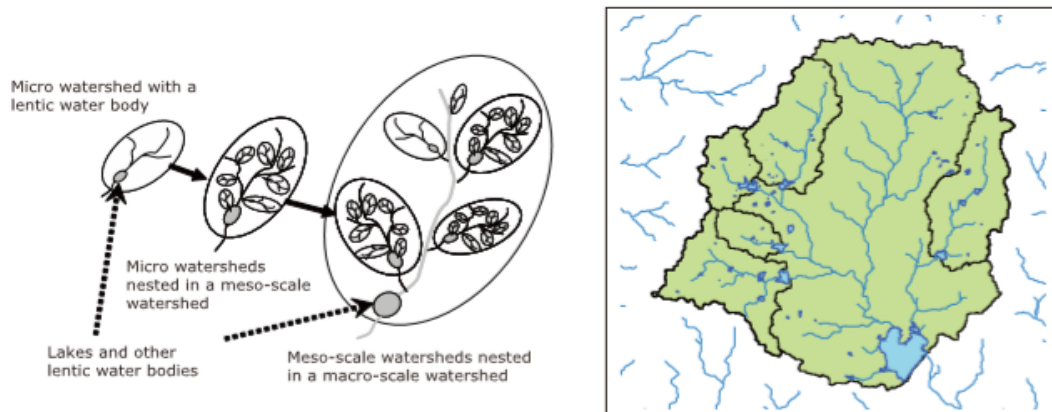 Micro watershed with a
lentic water body
Micro watersheds
nested in a meso-scale
watershed
Lakes and other
lentic water bodies
Meso-scale watersheds nested
in a macro-scale watershed